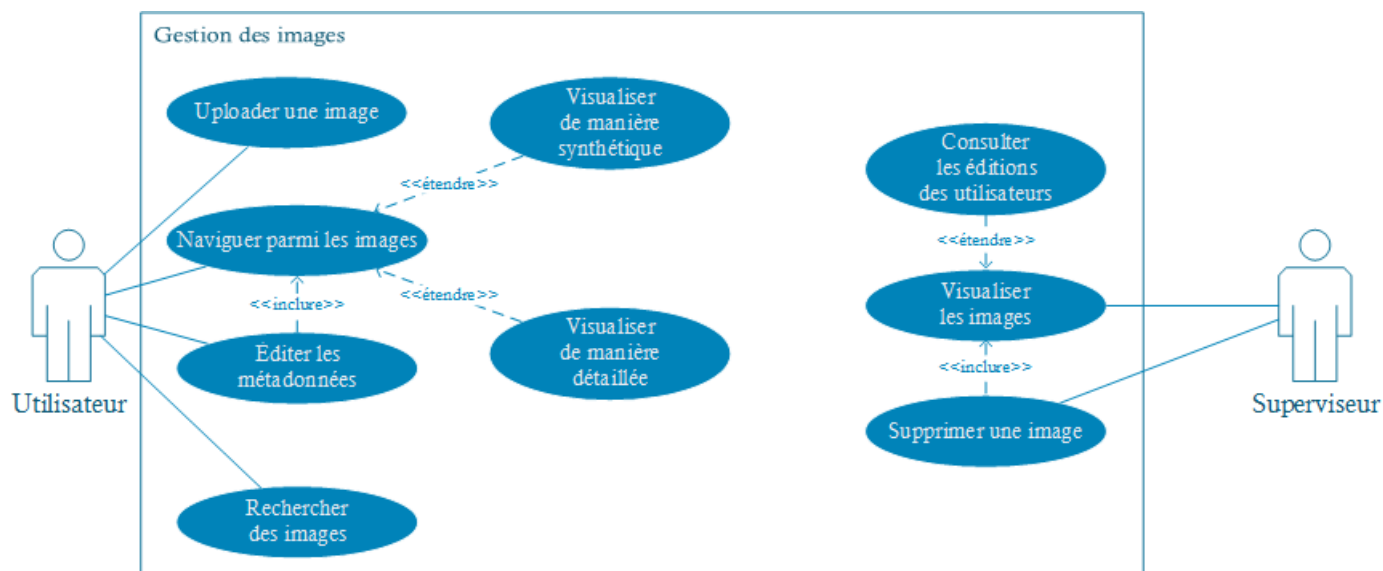 Gestion des images
Uploader une image
Visualiser
de manière
synthétique
Consulter
les éditions
des utilisateurs
<<étendre>>
Naviguer parmi les images
<<étendre>>
<<inclure>>
<<étendre>>
Visualiser
les images
Éditer les
métadonnées
Visualiser
de manière
détaillée
<<inclure>>
Utilisateur
Superviseur
Supprimer une image
Rechercher
des images